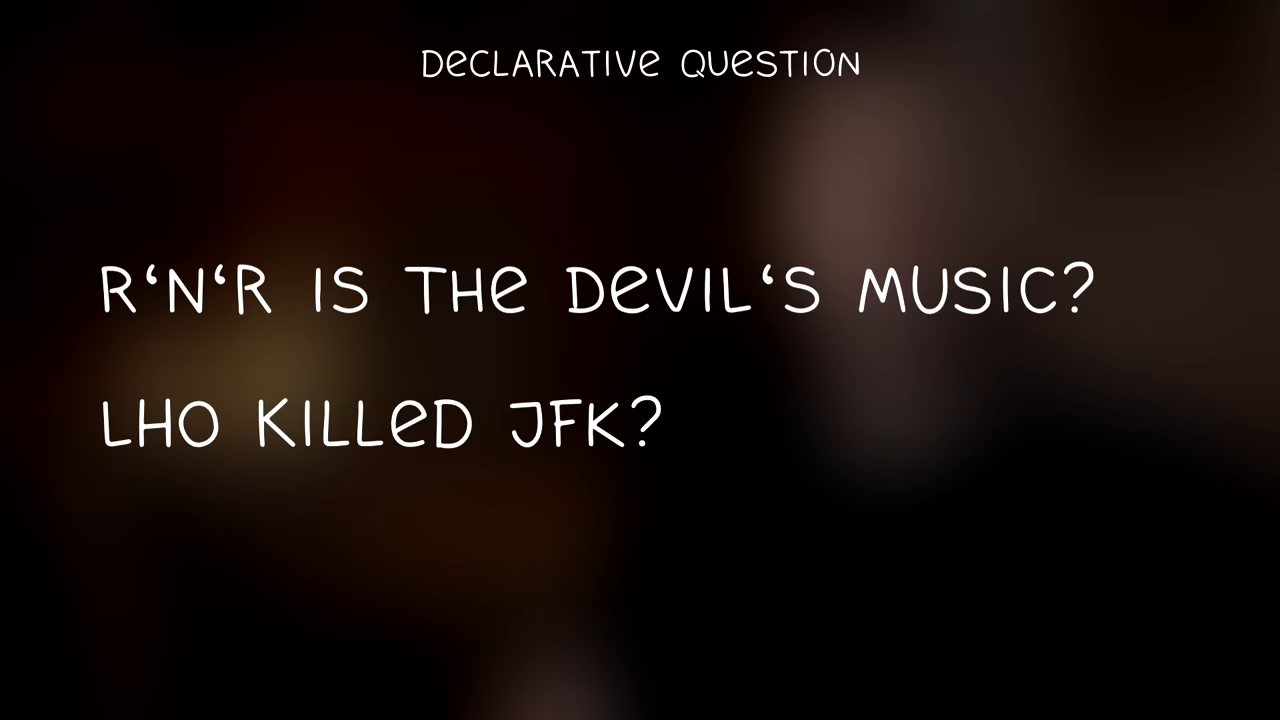 DECLARATIVE QUESTION
R‘N‘R IS THE DEVIL‘S MUSIC?
LHO KILLED JFK?